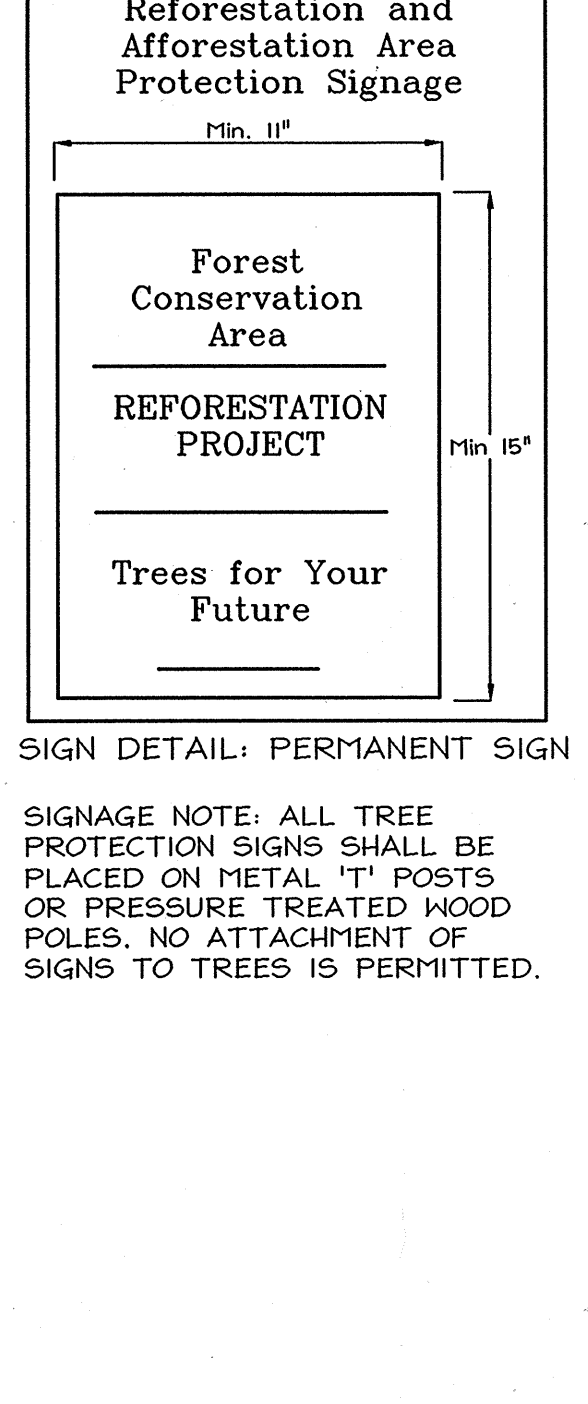 Reforestation and
Afforestation Area
Protection Signage
Min. 11"
Forest
Conservation
Area
REFORESTATION
PROJECT
Min 15"
Trees for Your
Future
SIGN DETAIL: PERMANENT SIGN
SIGNAGE NOTE: ALL TREE
PROTECTION SIGNS SHALL BE
PLACED ON METAL 'T' POSTS
OR PRESSURE TREATED WOOD
POLES. NO ATTACHMENT OF
SIGNS TO TREES IS PERMITTED.